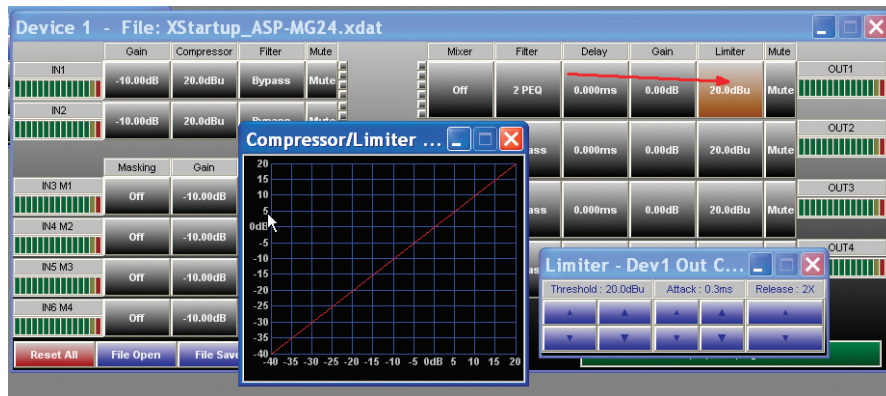 Device 1 - File: XStartup_ASP-MG24.xdat
Gain Compressor Filter Mute Mixer Filter Delay Gain Limiter Mute
IN1 -10.00dB 20.0dBu Bypass Mute Off 2 PEQ 0.000ms 0.00dB 20.0dBu Mute OUT1
IN2 -10.00dB 20.0dBu 0.000ms 0.00dB 20.0dBu Mute OUT2
Compressor/Limiter ...
Masking Gain
IN3 M1 Off -10.00dB 0.000ms 0.00dB 20.0dBu Mute OUT3
IN4 M2 Off -10.00dB OUT4
IN5 M3 Off -10.00dB
IN6 M4 Off -10.00dB
20
15
10
5
0dB
-5
-10
-15
-20
-25
-30
-35
-40
-40 -35 -30 -25 -20 -15 -10 -5 0dB 5 10 15 20
Limiter - Dev1 Out C...
Threshold : 20.0dBu Attack : 0.3ms Release : 2X
Reset All File Open File Save